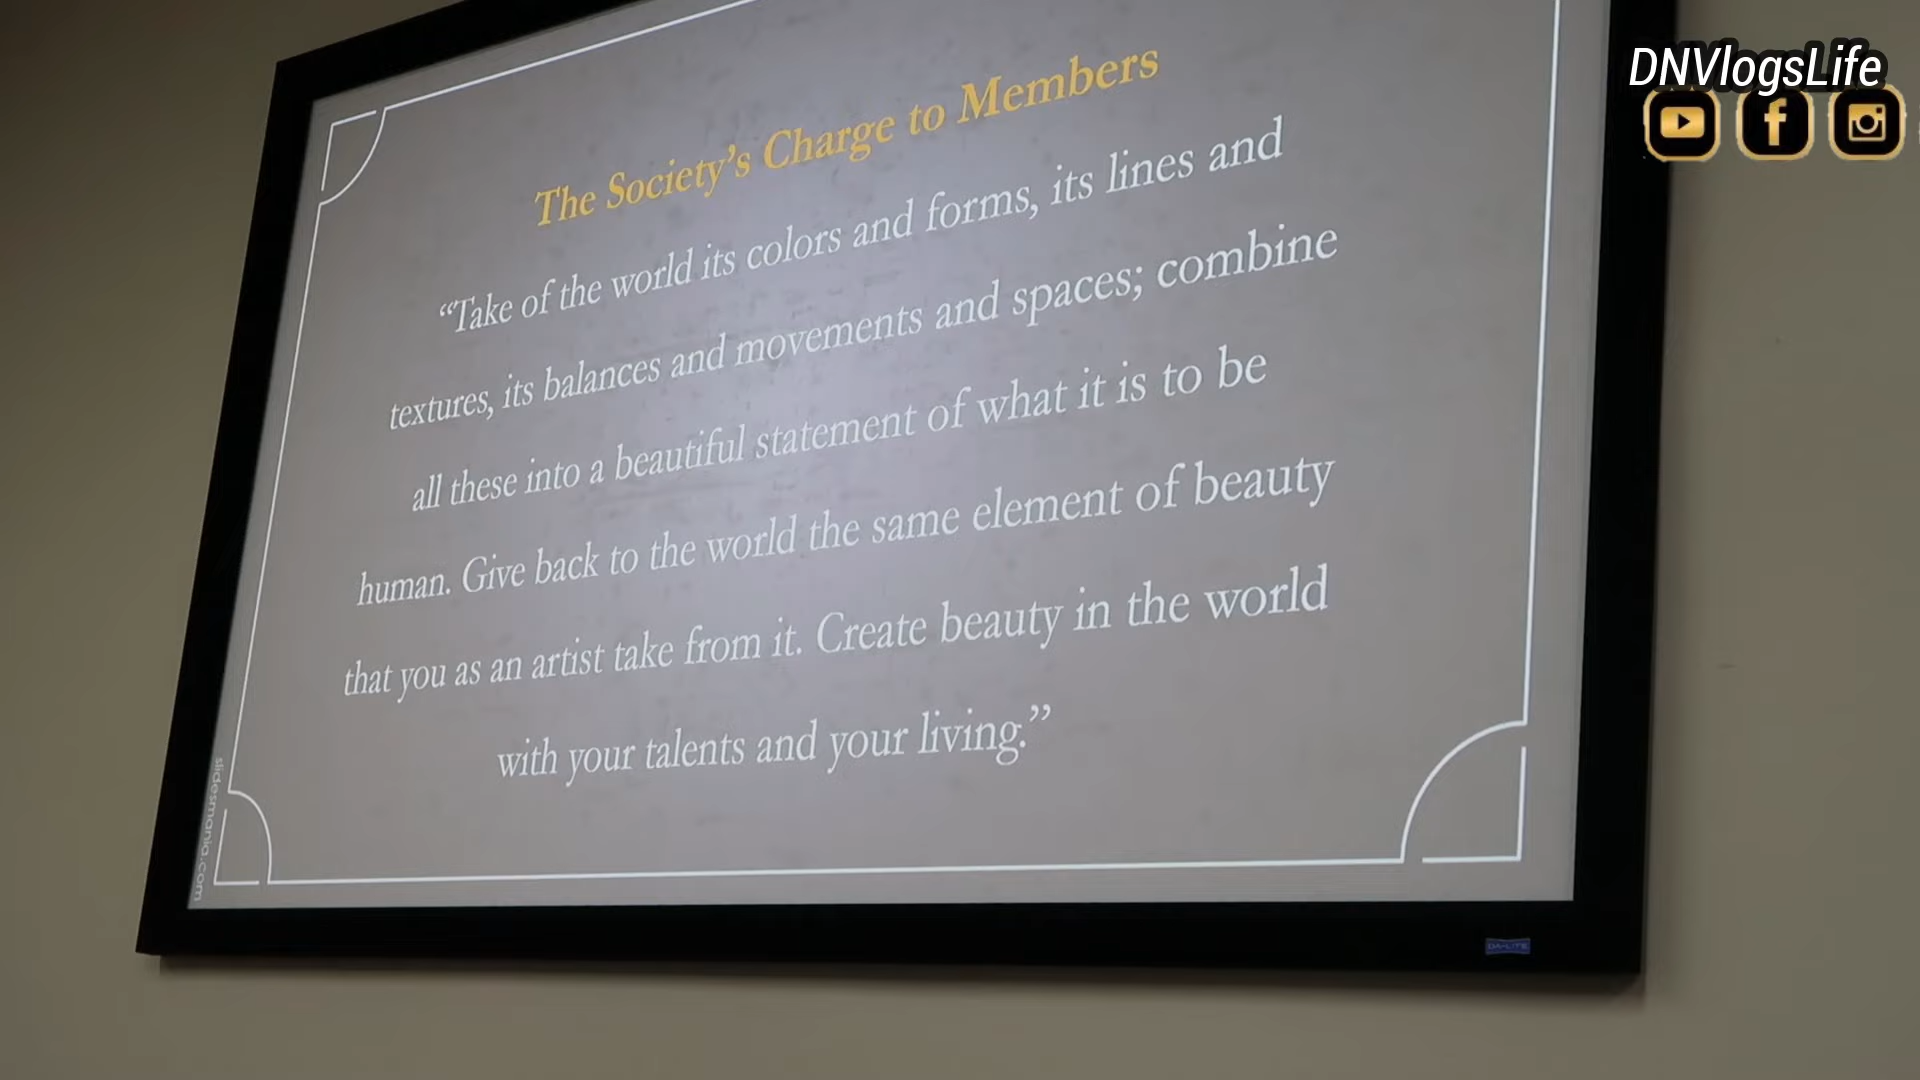 DNVlogsLife
The Society’s Charge to Members
“Take of the world its colors and forms, its lines and
textures, its balances and movements and spaces; combine
all these into a beautiful statement of what it is to be
human. Give back to the world the same element of beauty
that you as an artist take from it. Create beauty in the world
with your talents and your living.”
slidesmania.com
DA-LITE